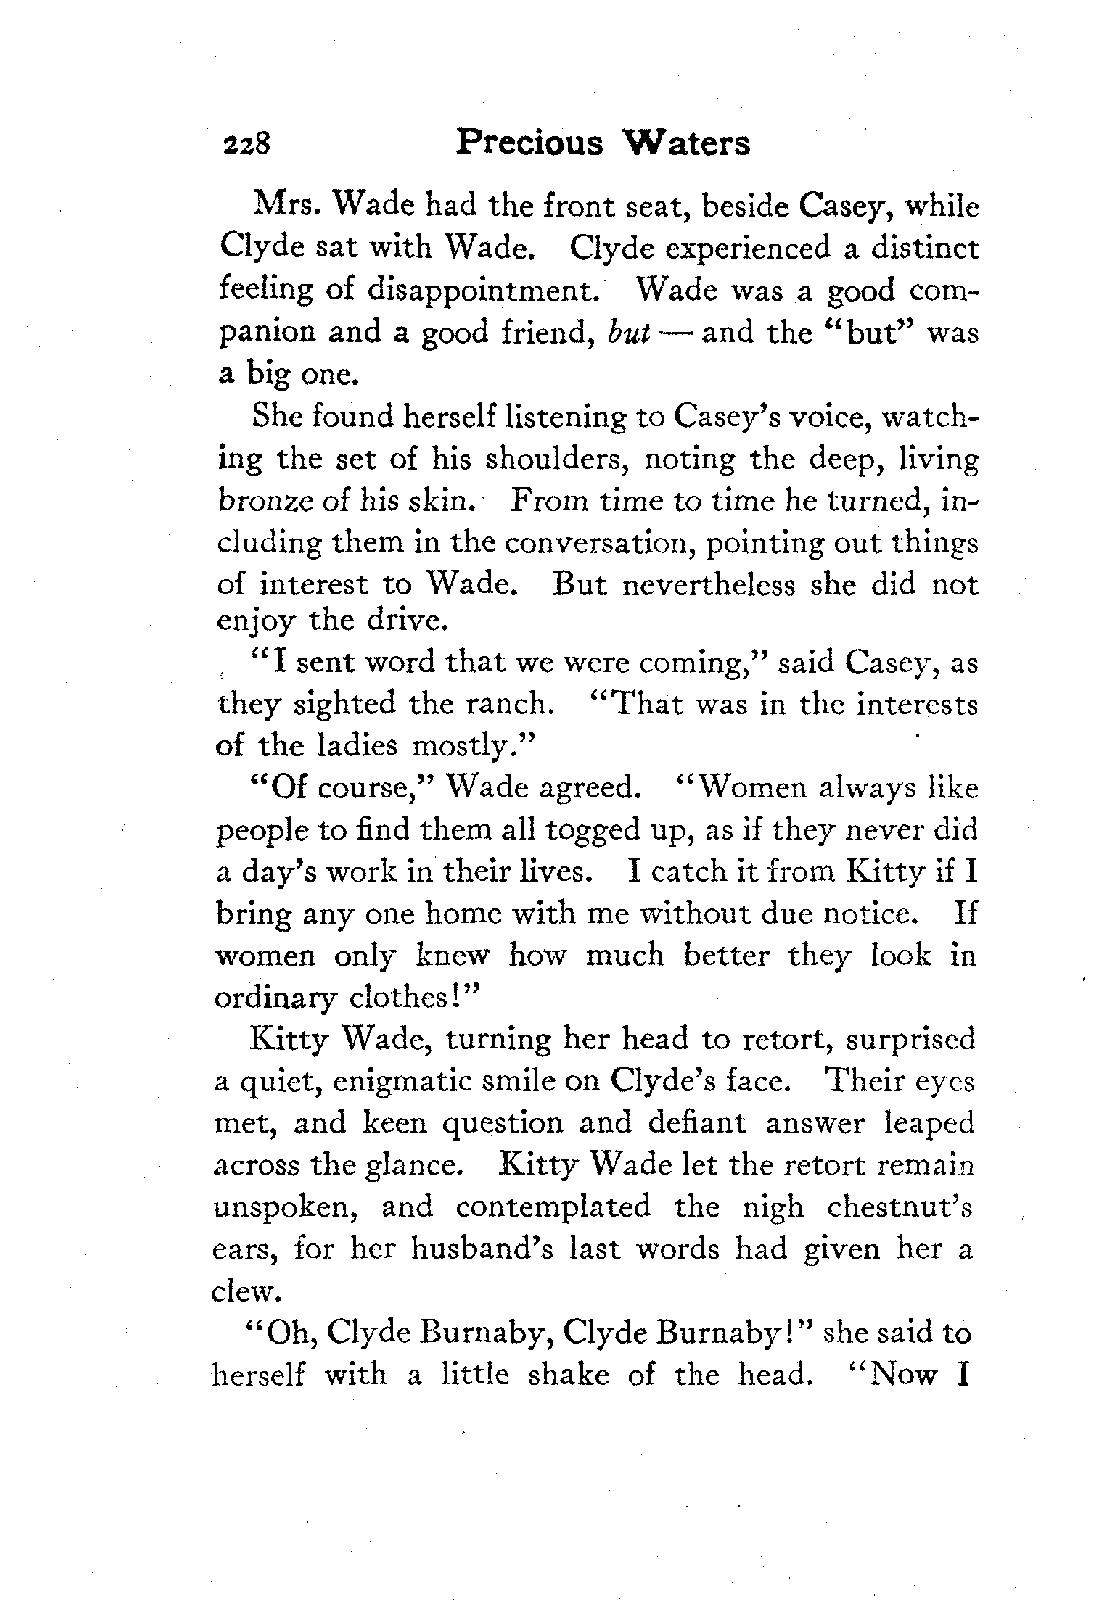 228 Precious Waters
Mrs. Wade had the front seat, beside Casey, while
Clyde sat with Wade. Clyde experienced a distinct
feeling of disappointment. Wade was a good com-
panion and a good friend, but — and the “but” was
a big one.
She found herself listening to Casey’s voice, watch-
ing the set of his shoulders, noting the deep, living
bronze of his skin. From time to time he turned, in-
cluding them in the conversation, pointing out things
of interest to Wade. But nevertheless she did not
enjoy the drive.
“I sent word that we were coming,” said Casey, as
they sighted the ranch. “That was in the interests
of the ladies mostly.”
“Of course,” Wade agreed. “Women always like
people to find them all togged up, as if they never did
a day’s work in their lives. I catch it from Kitty if I
bring any one home with me without due notice. If
women only knew how much better they look in
ordinary clothes!”
Kitty Wade, turning her head to retort, surprised
a quiet, enigmatic smile on Clyde’s face. Their eyes
met, and keen question and defiant answer leaped
across the glance. Kitty Wade let the retort remain
unspoken, and contemplated the nigh chestnut’s
ears, for her husband’s last words had given her a
clew.
“Oh, Clyde Burnaby, Clyde Burnaby!” she said to
herself with a little shake of the head. “Now I